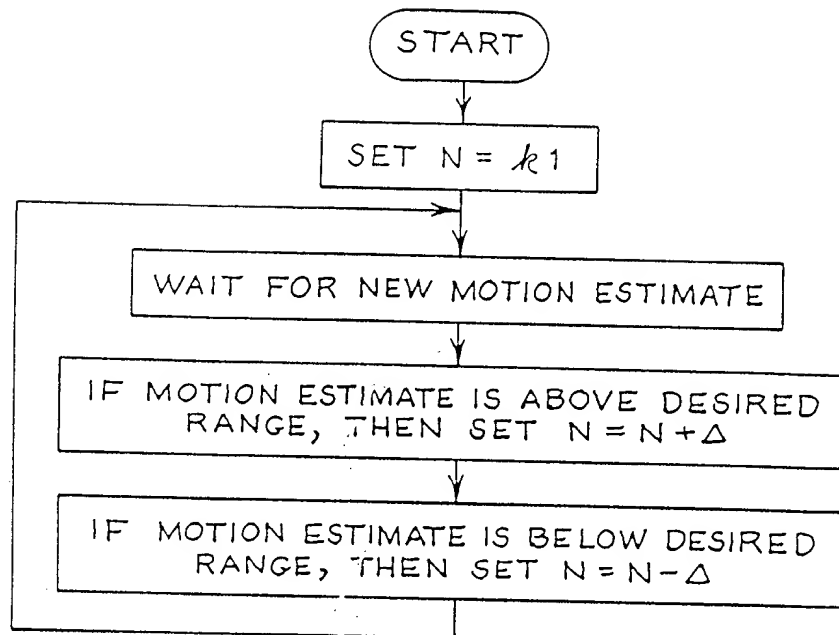 START
SET N = k1
WAIT FOR NEW MOTION ESTIMATE
IF MOTION ESTIMATE IS ABOVE DESIRED
RANGE, THEN SET N = N + Δ
IF MOTION ESTIMATE IS BELOW DESIRED
RANGE, THEN SET N = N - Δ